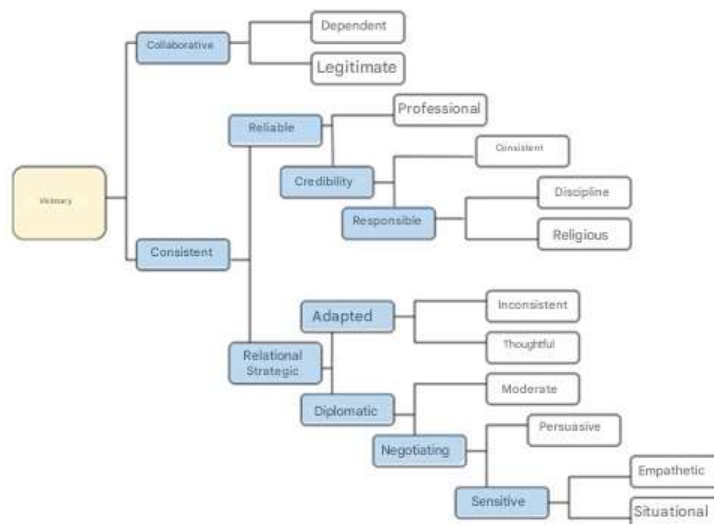 Dependent
Collaborative
Legitimate
Professional
Reliable
Consistent
Credibility
Discipline
Visionary
Responsible
Religious
Consistent
Inconsistent
Adapted
Thoughtful
Relational
Strategic
Moderate
Diplomatic
Persuasive
Negotiating
Empathetic
Sensitive
Situational